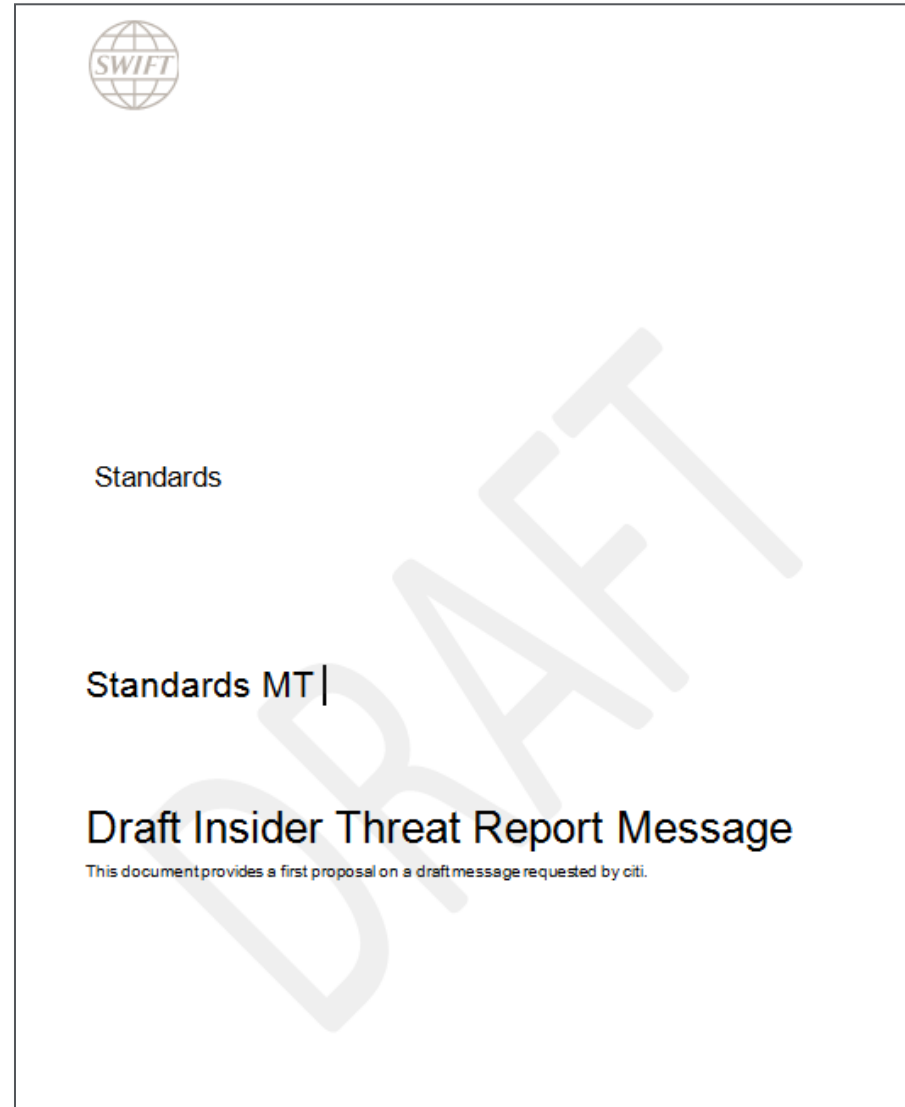 SWIFT
Standards
Standards MT
Draft Insider Threat Report Message
This document provides a first proposal on a draft message requested by citi.
DRAFT